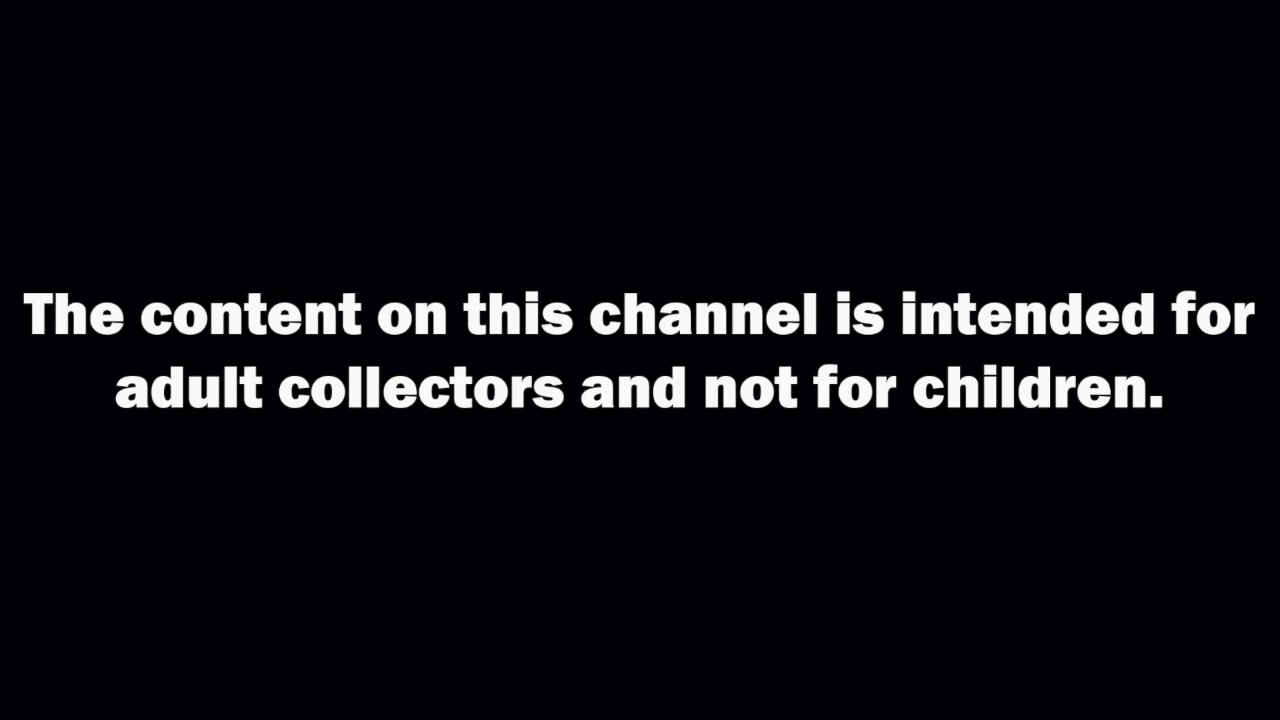 The content on this channel is intended for
adult collectors and not for children.